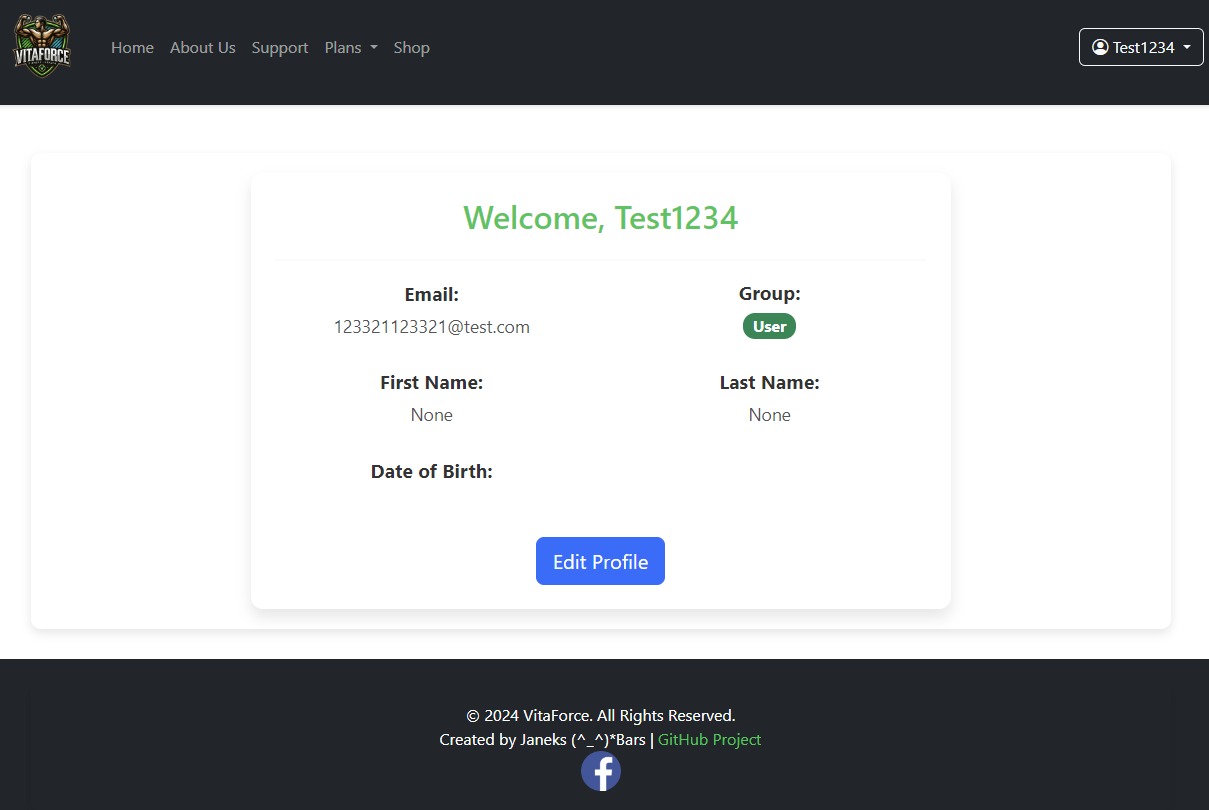 VITAFORCE
Home About Us Support Plans Shop
Test1234
Welcome, Test1234
Email: Group:
123321123321@test.com User
First Name: Last Name:
None None
Date of Birth:
Edit Profile
© 2024 VitaForce. All Rights Reserved.
Created by Janeks (^_^)*Bars | GitHub Project